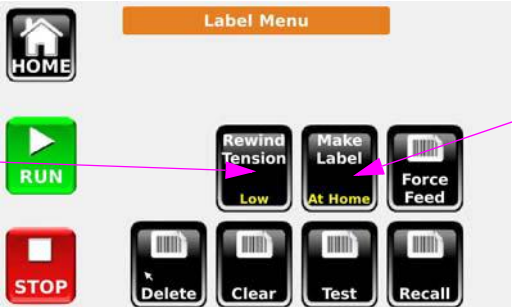 Label Menu
HOME
RUN
Rewind
Tension
Low
Make
Label
At Home
Force
Feed
STOP
Delete
Clear
Test
Recall